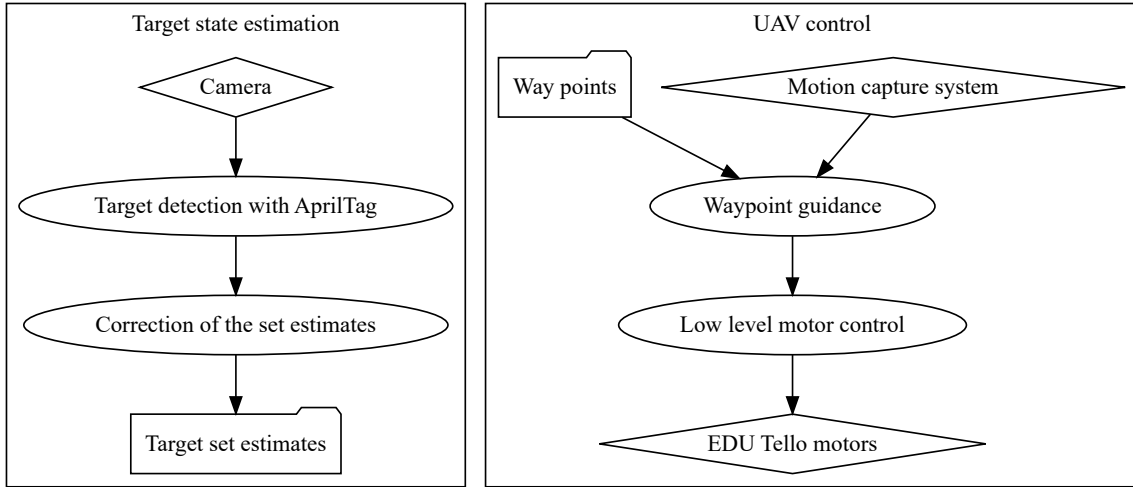 Target state estimation
Camera
Target detection with AprilTag
Correction of the set estimates
Target set estimates
UAV control
Way points
Motion capture system
Waypoint guidance
Low level motor control
EDU Tello motors